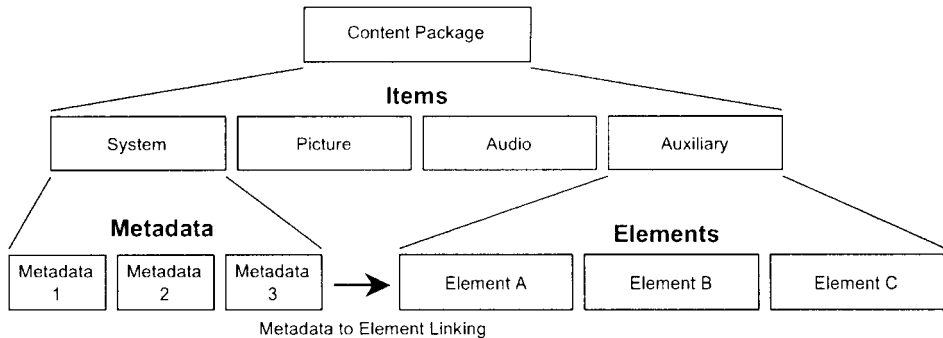 Content Package
Items
System
Picture
Audio
Auxiliary
Metadada
Elements
Metadata
1
Metadata
2
Metadata
3
Element A
Element B
Element C
Metadata to Element Linking